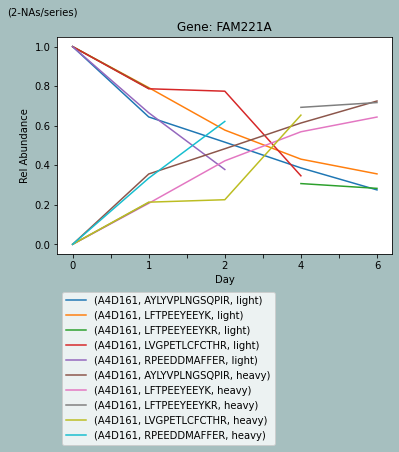 (2-NAs/series)
Gene: FAM221A
Rel Abundance
1.0
0.8
0.6
0.4
0.2
0.0
0 1 2 4 6
Day
(A4D161, AYLYVPLNGSQPIR, light)
(A4D161, LFTPEEYEEYK, light)
(A4D161, LFTPEEYEEYKR, light)
(A4D161, LVGPETLCFCTHR, light)
(A4D161, RPEEDDMAFFER, light)
(A4D161, AYLYVPLNGSQPIR, heavy)
(A4D161, LFTPEEYEEYK, heavy)
(A4D161, LFTPEEYEEYKR, heavy)
(A4D161, LVGPETLCFCTHR, heavy)
(A4D161, RPEEDDMAFFER, heavy)